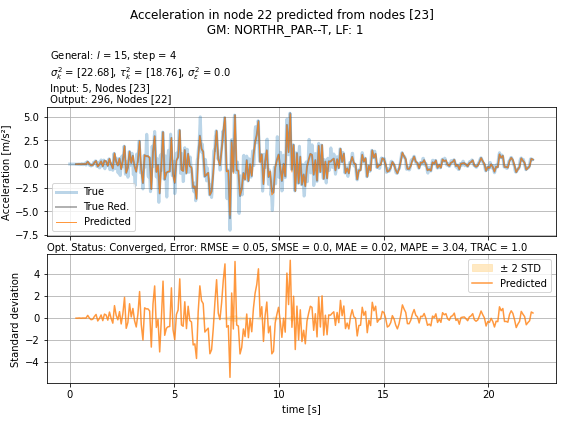 Acceleration in node 22 predicted from nodes [23]
GM: NORTHR_PAR--T, LF: 1
General: l = 15, step = 4
σ²ₖ = [22.68], τ²ₖ = [18.76], σ²ε = 0.0
Input: 5, Nodes [23]
Output: 296, Nodes [22]
Acceleration [m/s²]
5.0
2.5
0.0
−2.5
−5.0
−7.5
True
True Red.
Predicted
Opt. Status: Converged, Error: RMSE = 0.05, SMSE = 0.0, MAE = 0.02, MAPE = 3.04, TRAC = 1.0
Standard deviation
4
2
0
−2
−4
± 2 STD
Predicted
0 5 10 15 20
time [s]